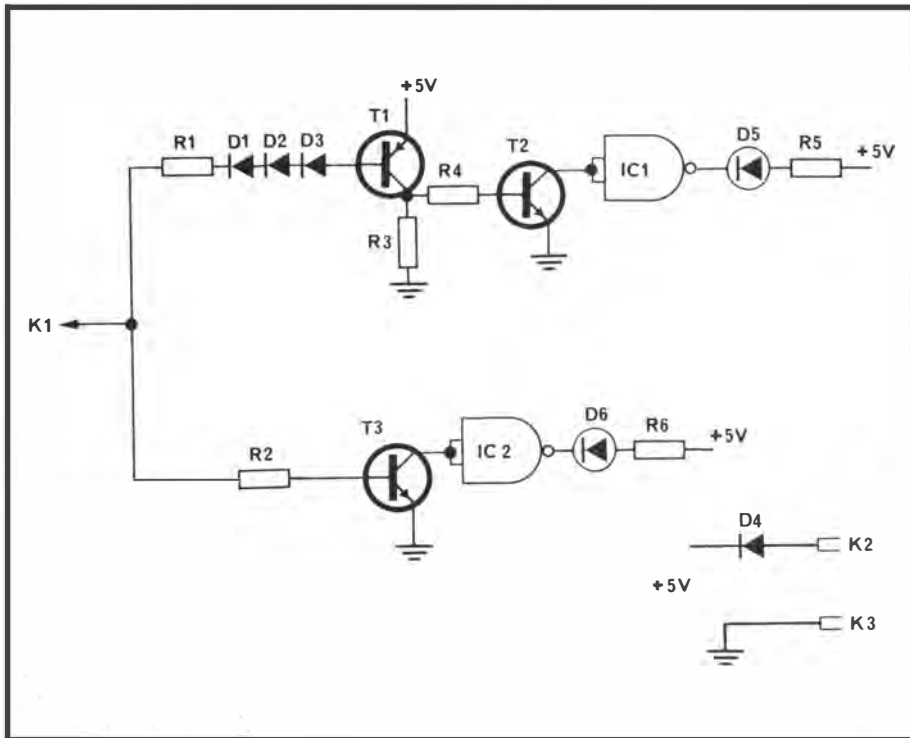 +5V
T1
R1 D1 D2 D3
T2
D5
R5
+5V
R4
IC1
R3
K1
T3
D6
R6
+5V
R2
IC 2
D4
K2
+5V
K3